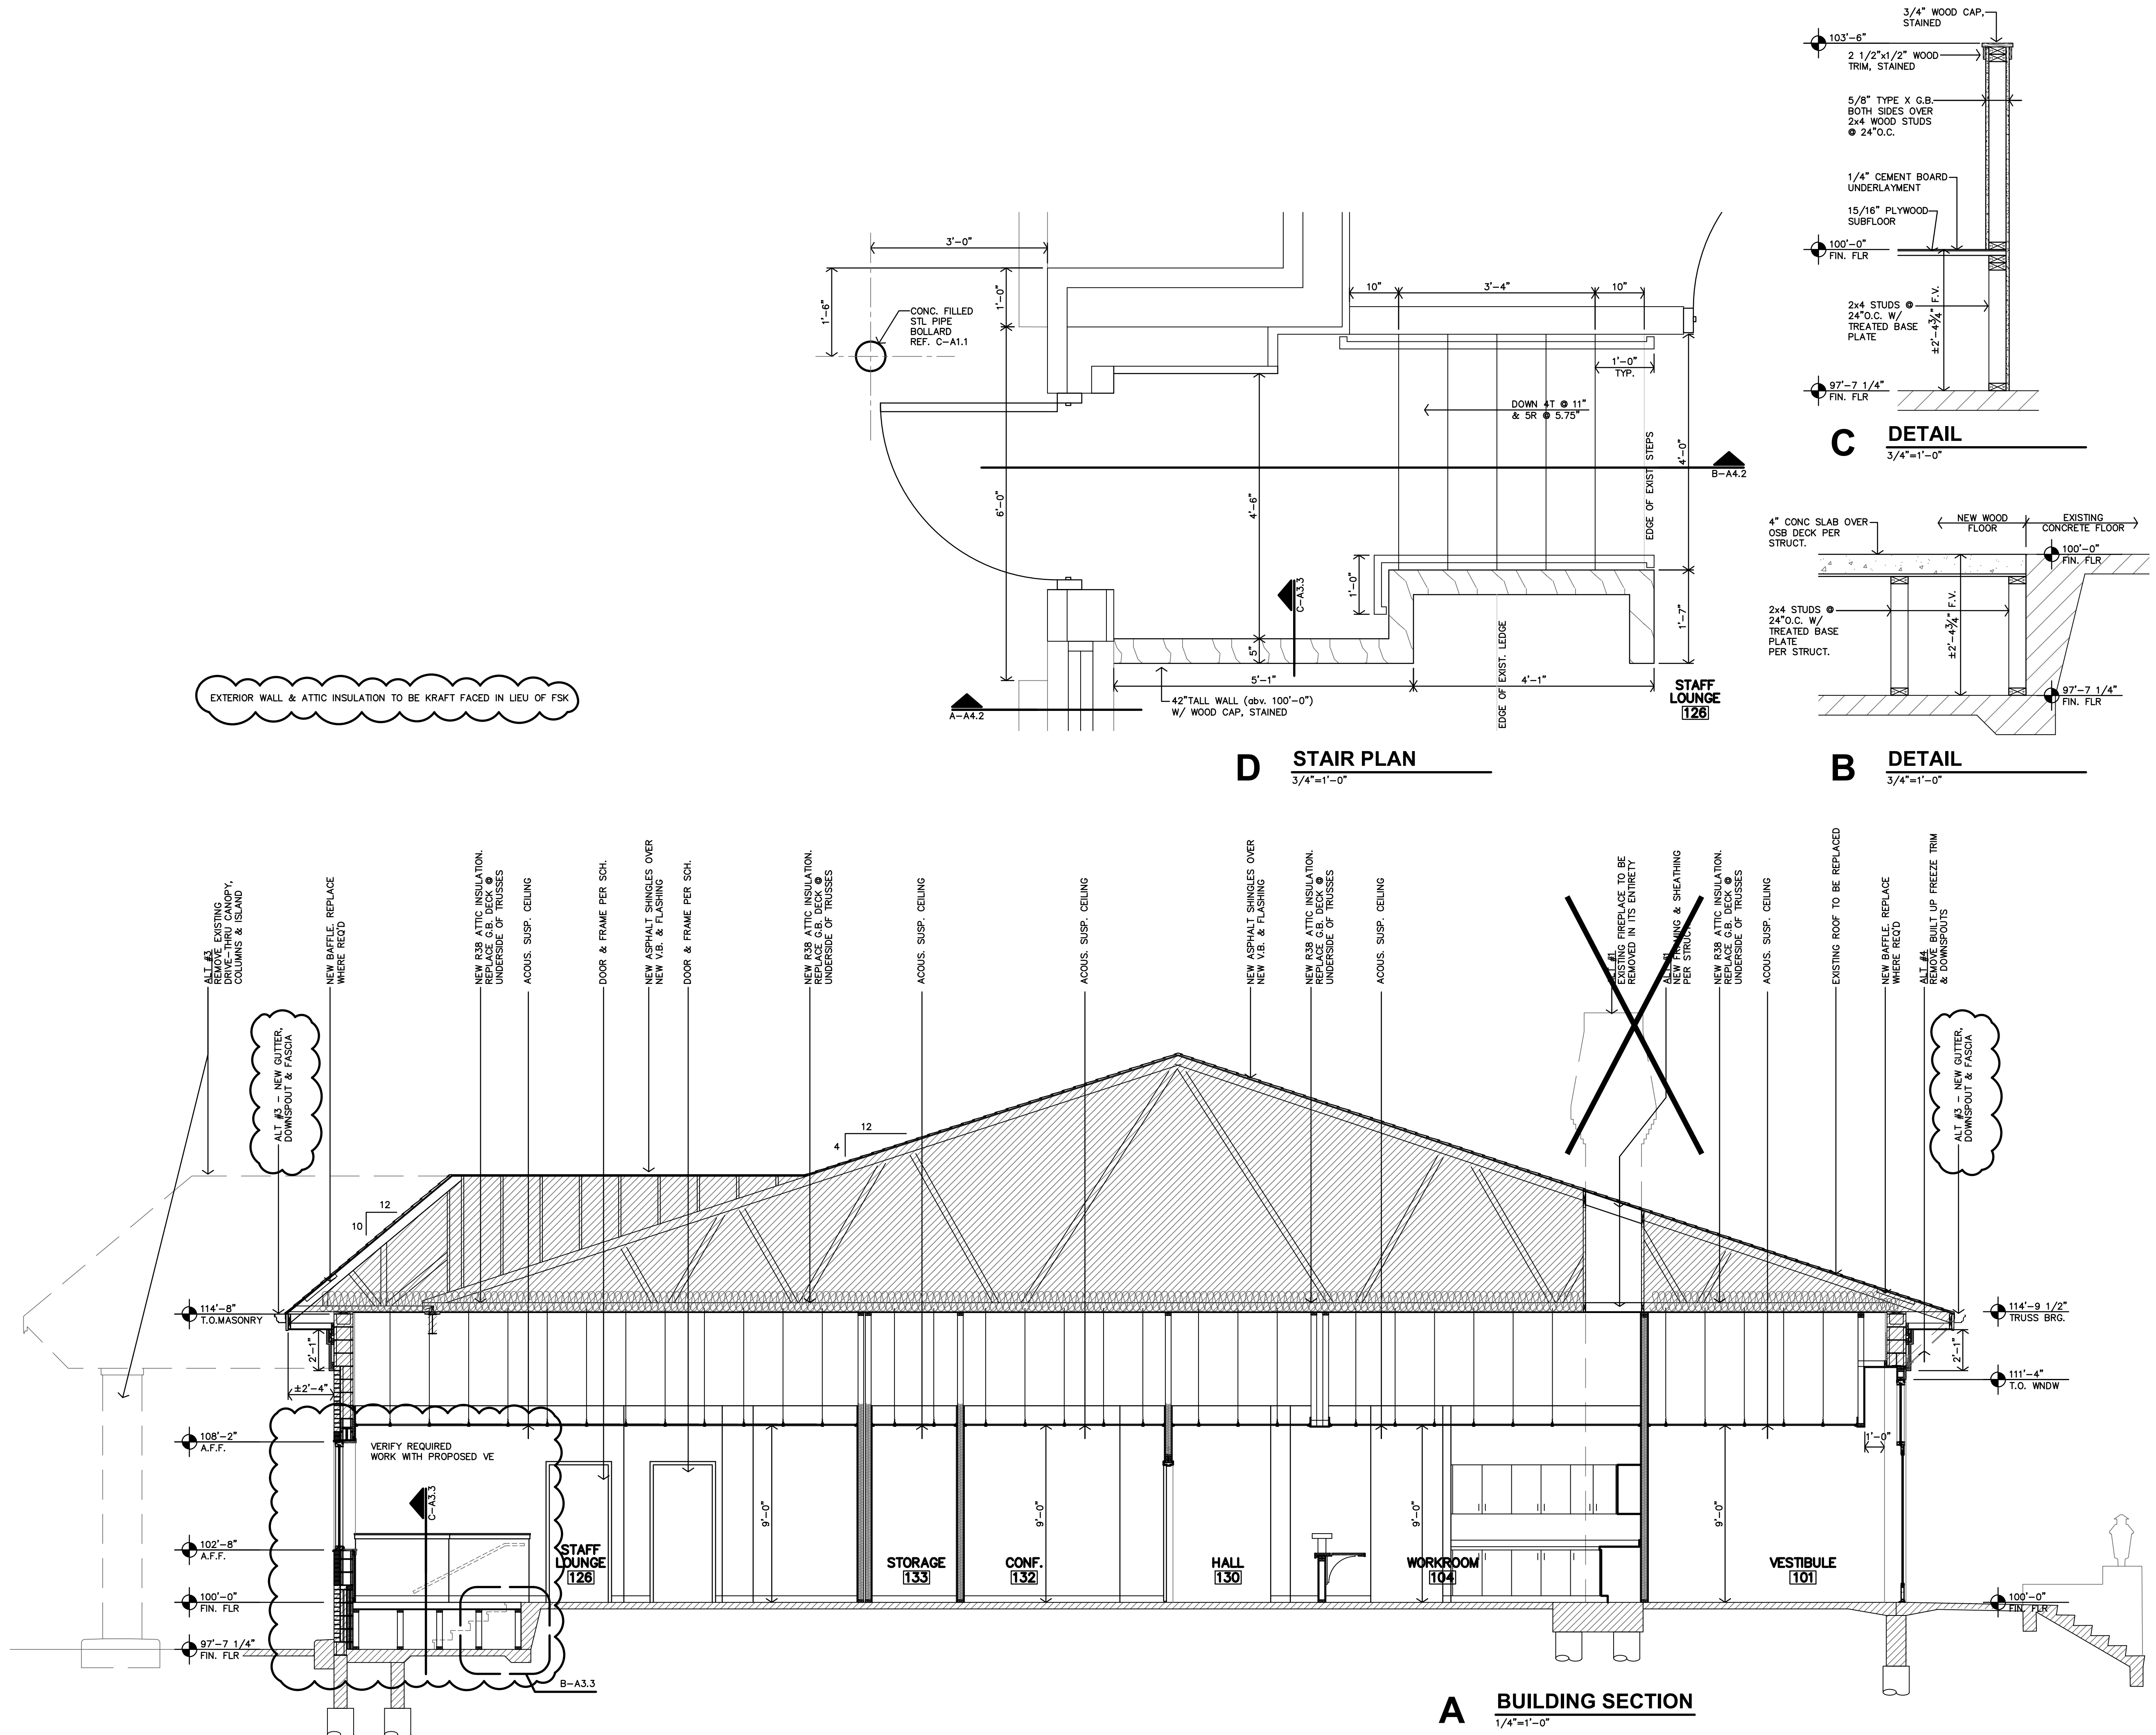 3/4" WOOD CAP,
STAINED
103'-6"
2 1/2"x1/2" WOOD
TRIM, STAINED
5/8" TYPE X G.B.
BOTH SIDES OVER
2x4 WOOD STUDS
@ 24"O.C.
1/4" CEMENT BOARD
UNDERLAYMENT
15/16" PLYWOOD
SUBFLOOR
100'-0"
FIN. FLR
2x4 STUDS @
24"O.C. W/
TREATED BASE
PLATE
±2'-4 3/4" F.V.
97'-7 1/4"
FIN. FLR
C DETAIL
3/4"=1'-0"
3'-0"
1'-6"
1'-0"
CONC. FILLED
STL PIPE
BOLLARD
REF. C-A1.1
10"
3'-4"
10"
1'-0"
TYP.
DOWN 4T @ 11"
& 5R @ 5.75"
EDGE OF EXIST STEPS
4'-0"
B-A4.2
6'-0"
4'-6"
C-A3.3
1'-0"
1'-7"
5"
5'-1"
4'-1"
EDGE OF EXIST. LEDGE
42"TALL WALL (abv. 100'-0")
W/ WOOD CAP, STAINED
A-A4.2
STAFF
LOUNGE
126
D STAIR PLAN
3/4"=1'-0"
4" CONC SLAB OVER
OSB DECK PER
STRUCT.
NEW WOOD
FLOOR
EXISTING
CONCRETE FLOOR
100'-0"
FIN. FLR
2x4 STUDS @
24"O.C. W/
TREATED BASE
PLATE
PER STRUCT.
±2'-4 3/4" F.V.
97'-7 1/4"
FIN. FLR
B DETAIL
3/4"=1'-0"
EXTERIOR WALL & ATTIC INSULATION TO BE KRAFT FACED IN LIEU OF FSK
ALT #3
REMOVE EXISTING
DRIVE-THRU CANOPY,
COLUMNS & ISLAND
ALT #3 - NEW GUTTER,
DOWNSPOUT & FASCIA
NEW BAFFLE. REPLACE
WHERE REQ'D
NEW R38 ATTIC INSULATION.
REPLACE G.B. DECK @
UNDERSIDE OF TRUSSES
ACOUS. SUSP. CEILING
DOOR & FRAME PER SCH.
NEW ASPHALT SHINGLES OVER
NEW V.B. & FLASHING
DOOR & FRAME PER SCH.
NEW R38 ATTIC INSULATION.
REPLACE G.B. DECK @
UNDERSIDE OF TRUSSES
ACOUS. SUSP. CEILING
ACOUS. SUSP. CEILING
NEW ASPHALT SHINGLES OVER
NEW V.B. & FLASHING
NEW R38 ATTIC INSULATION.
REPLACE G.B. DECK @
UNDERSIDE OF TRUSSES
ACOUS. SUSP. CEILING
ALT #1
EXISTING FIREPLACE TO BE
REMOVED IN ITS ENTIRETY
ALT #1
NEW FRAMING & SHEATHING
PER STRUCT.
NEW R38 ATTIC INSULATION.
REPLACE G.B. DECK @
UNDERSIDE OF TRUSSES
ACOUS. SUSP. CEILING
EXISTING ROOF TO BE REPLACED
NEW BAFFLE. REPLACE
WHERE REQ'D
ALT #4
REMOVE BUILT UP FREEZE TRIM
& DOWNSPOUTS
ALT #3 - NEW GUTTER,
DOWNSPOUT & FASCIA
12
4
12
10
114'-8"
T.O.MASONRY
2'-1"
±2'-4"
114'-9 1/2"
TRUSS BRG.
2'-1"
111'-4"
T.O. WNDW
1'-0"
108'-2"
A.F.F.
VERIFY REQUIRED
WORK WITH PROPOSED VE
C-A3.3
9'-0"
9'-0"
9'-0"
9'-0"
102'-8"
A.F.F.
STAFF
LOUNGE
126
STORAGE
133
CONF.
132
HALL
130
WORKROOM
104
VESTIBULE
101
100'-0"
FIN. FLR
100'-0"
FIN. FLR
97'-7 1/4"
FIN. FLR
B-A3.3
A BUILDING SECTION
1/4"=1'-0"